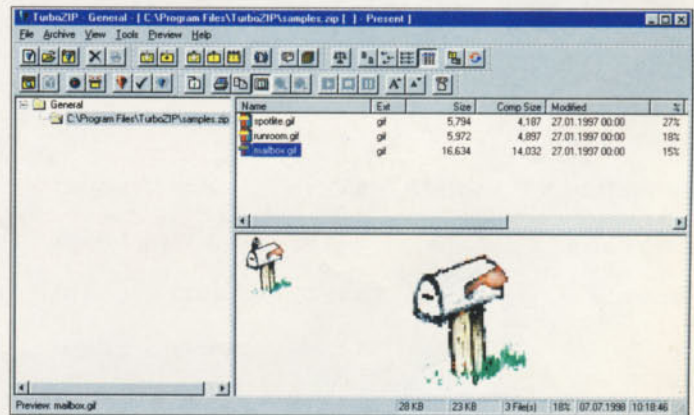 TurboZIP - General - [ C:\Program Files\TurboZIP\samples.zip [ ] - Present ]
File Archive View Tools Preview Help
General
C:\Program Files\TurboZIP\samples.zip
Name Ext Size Comp Size Modified %
spotlite.gif gif 5,794 4,187 27.01.1997 00:00 27%
runroom.gif gif 5,972 4,897 27.01.1997 00:00 18%
mailbox.gif gif 16,634 14,032 27.01.1997 00:00 15%
Preview: mailbox.gif 28 KB 23 KB 3 File(s) 18% 07.07.1998 10:18:46